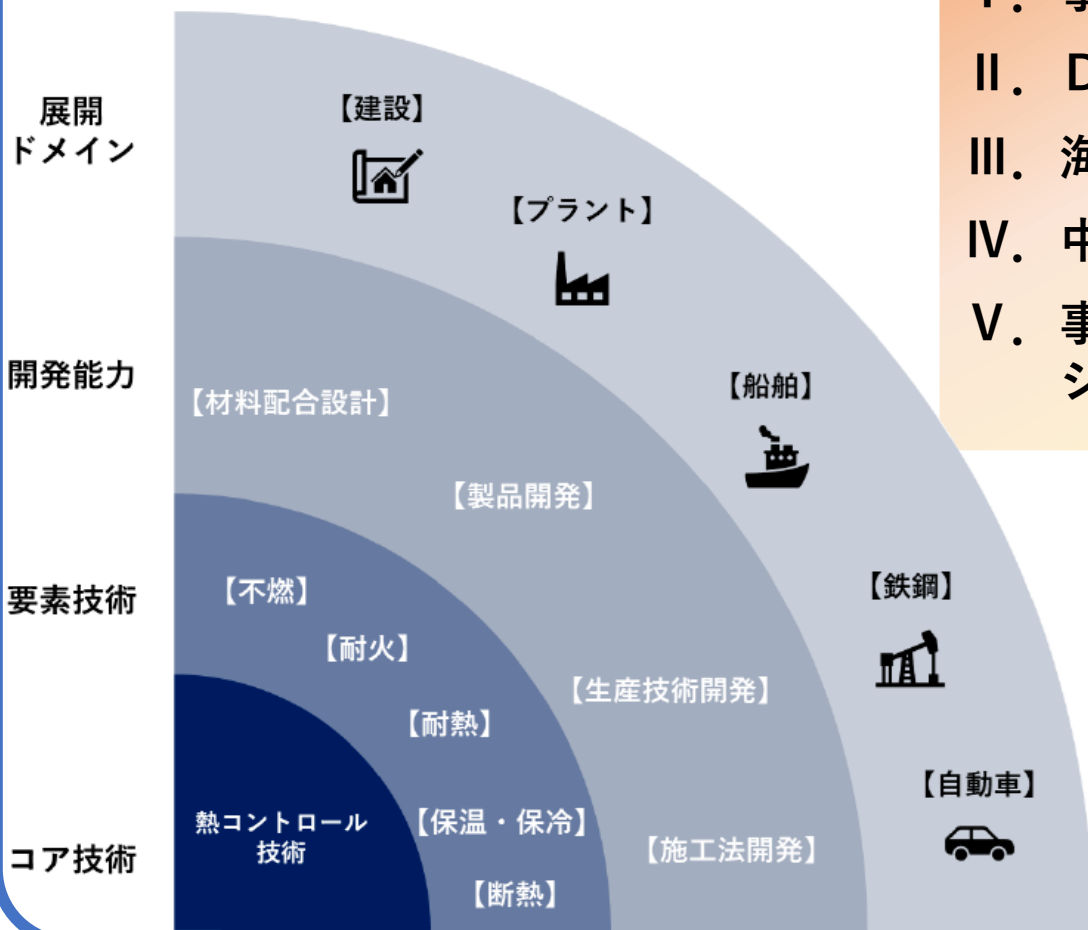 展開
ドメイン
【建設】
【プラント】
【船舶】
【鉄鋼】
【自動車】
開発能力
【材料配合設計】
【製品開発】
【生産技術開発】
【施工法開発】
要素技術
【不燃】
【耐火】
【耐熱】
【保温・保冷】
【断熱】
コア技術
熱コントロール
技術
Ⅱ．
Ⅲ．海
Ⅳ．中
Ⅴ．事
シ